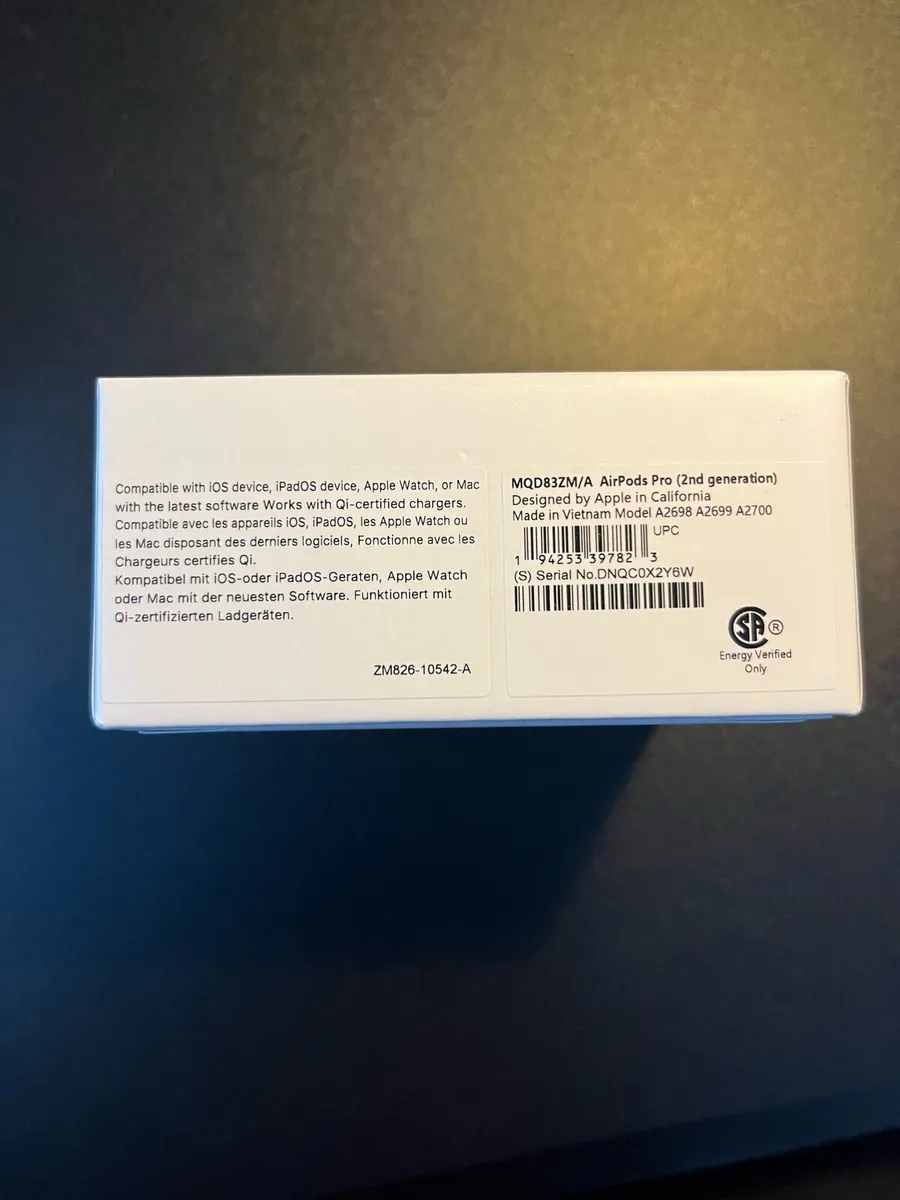 Compatible with iOS device, iPadOS device, Apple Watch, or Mac
with the latest software Works with Qi-certified chargers.
Compatible avec les appareils iOS, iPadOS, les Apple Watch ou
les Mac disposant des derniers logiciels, Fonctionne avec les
Chargeurs certifies Qi.
Kompatibel mit iOS-oder iPadOS-Geraten, Apple Watch
oder Mac mit der neuesten Software. Funktioniert mit
Qi-zertifizierten Ladgeräten.
ZM826-10542-A
MQD83ZM/A AirPods Pro (2nd generation)
Designed by Apple in California
Made in Vietnam Model A2698 A2699 A2700
UPC
1 94253 39782 3
(S) Serial No.DNQC0X2Y6W
SA ®
Energy Verified
Only